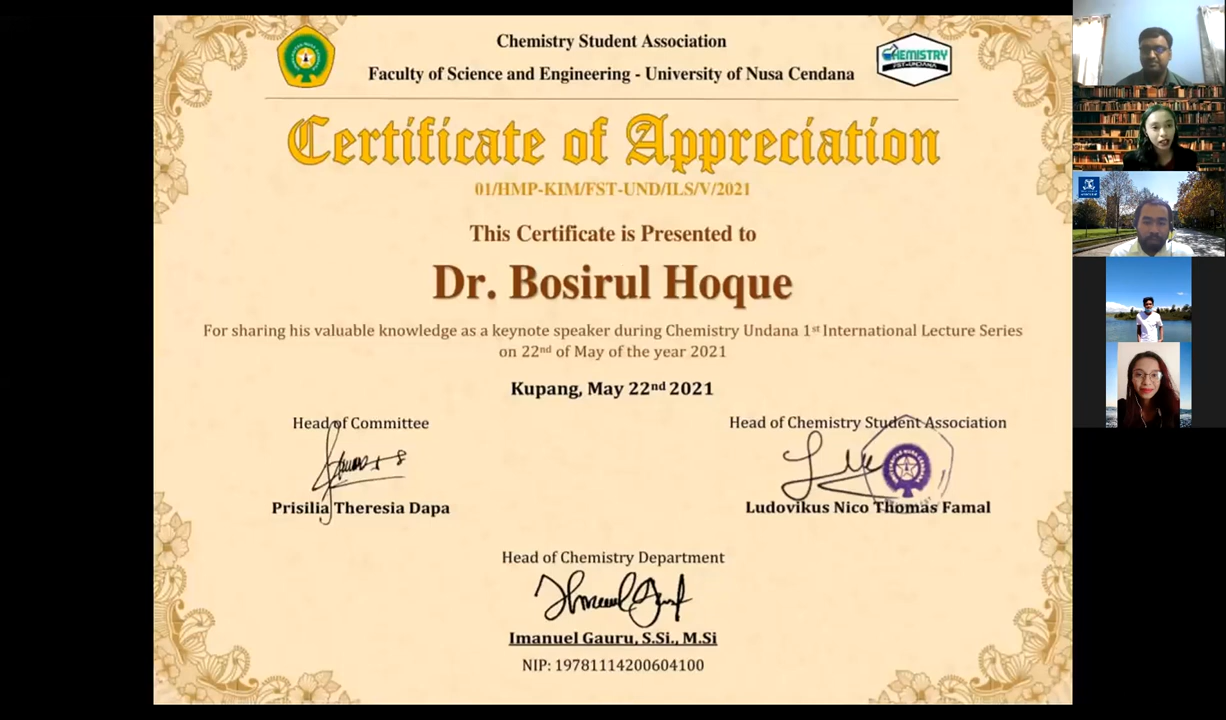 Chemistry Student Association
Faculty of Science and Engineering - University of Nusa Cendana
CHEMISTRY
FST-UNDANA
Certificate of Appreciation
01/HMP-KIM/FST-UND/ILS/V/2021
This Certificate is Presented to
Dr. Bosirul Hoque
For sharing his valuable knowledge as a keynote speaker during Chemistry Undana 1st International Lecture Series
on 22nd of May of the year 2021
Kupang, May 22nd 2021
Head of Committee
Head of Chemistry Student Association
Prisilia Theresia Dapa
Ludovikus Nico Thomas Famal
Head of Chemistry Department
Imanuel Gauru, S.Si., M.Si
NIP: 19781114200604100